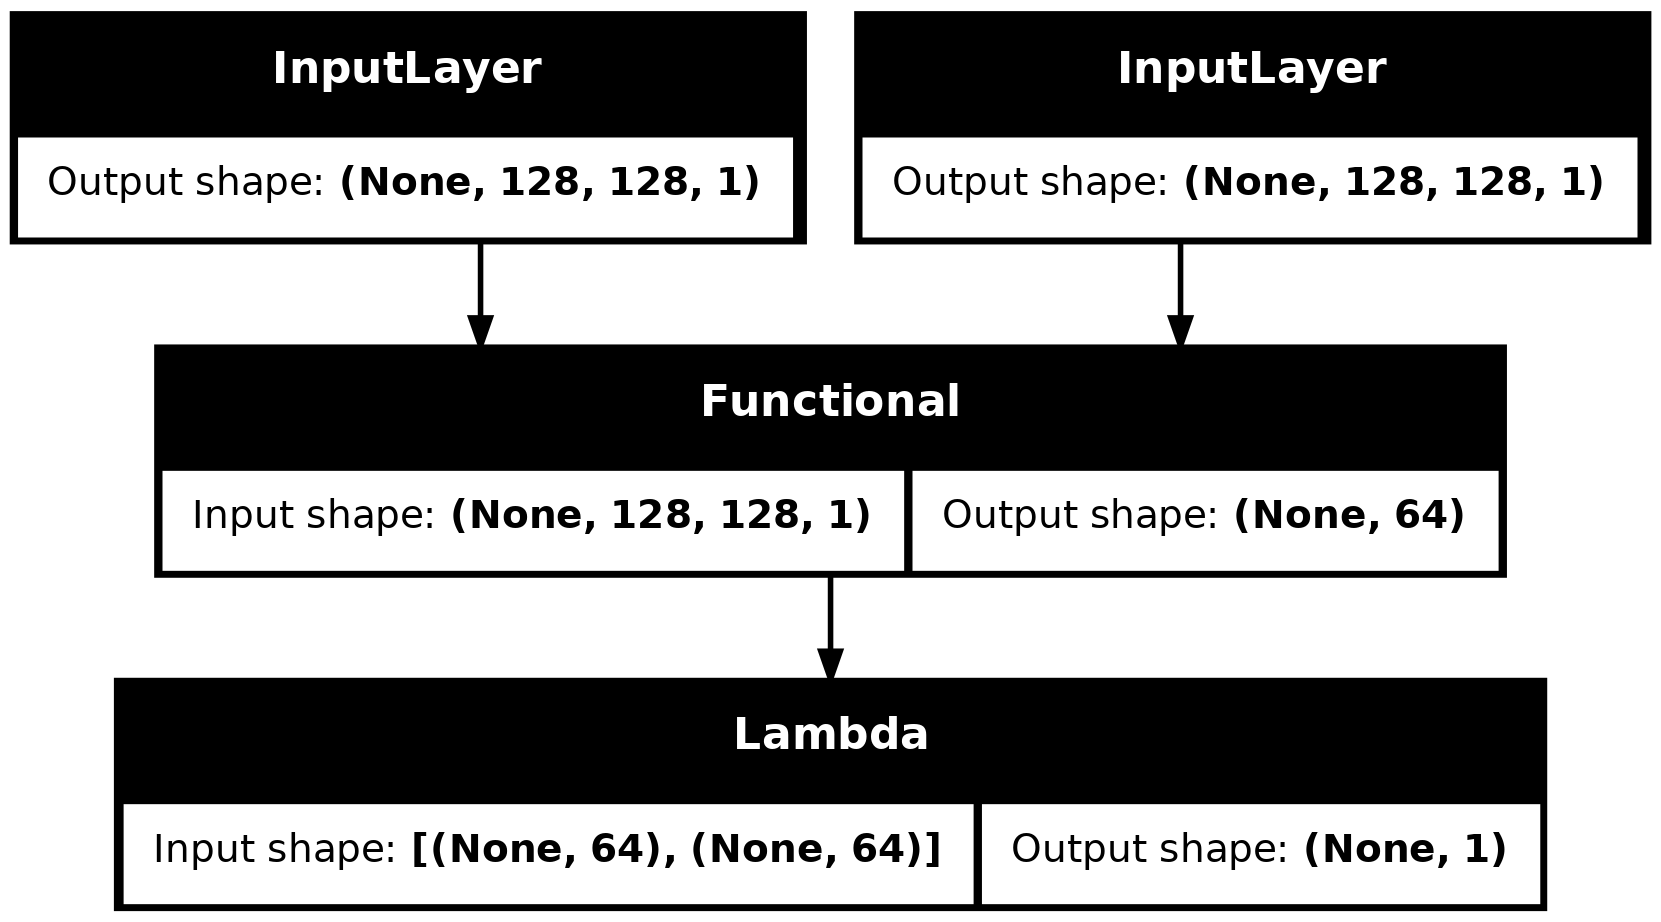 InputLayer
Output shape: (None, 128, 128, 1)
InputLayer
Output shape: (None, 128, 128, 1)
Functional
Input shape: (None, 128, 128, 1)
Output shape: (None, 64)
Lambda
Input shape: [(None, 64), (None, 64)]
Output shape: (None, 1)